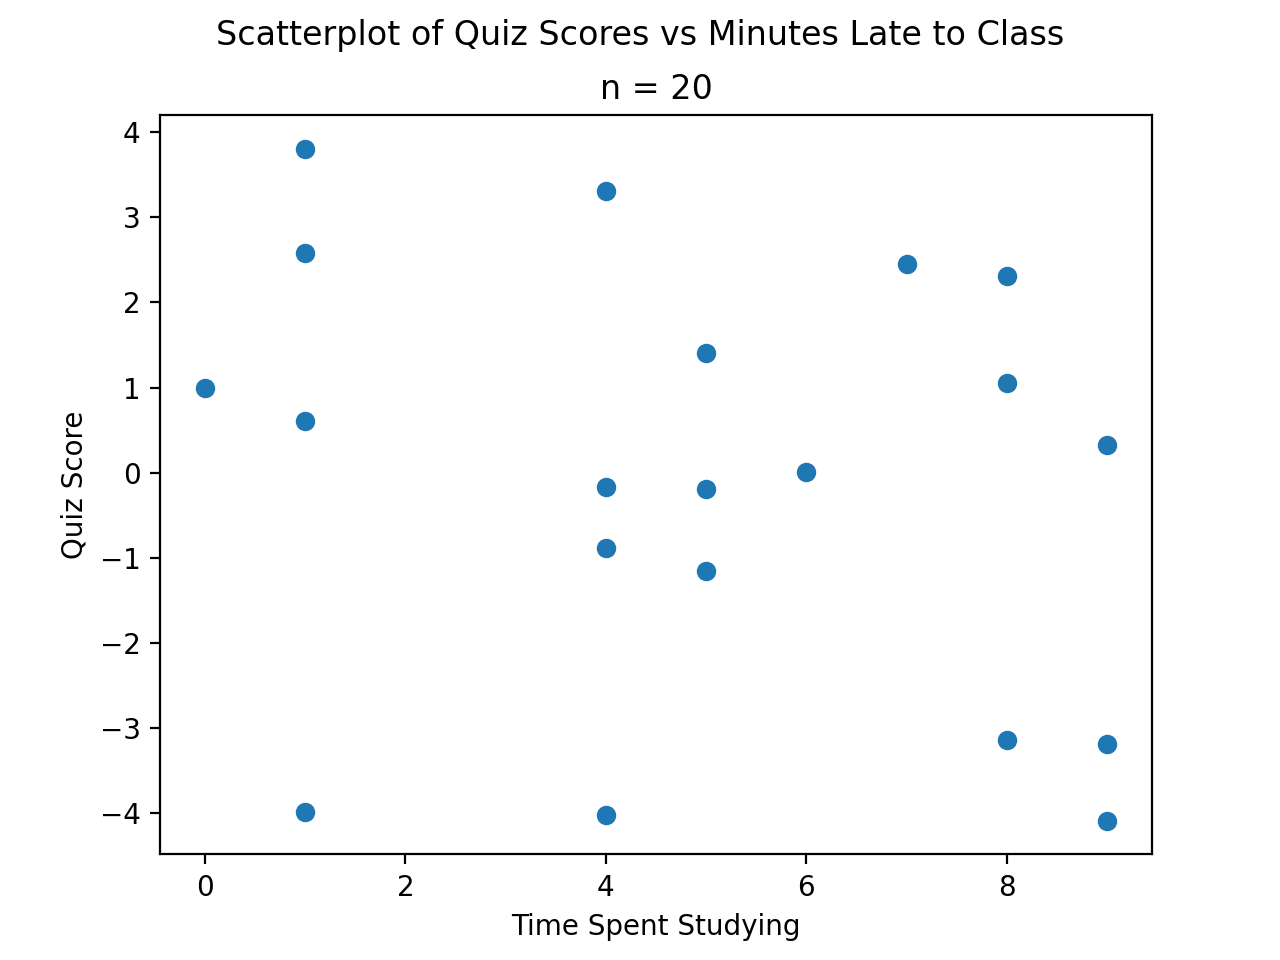 Scatterplot of Quiz Scores vs Minutes Late to Class
n = 20
4
3
2
1
0
−1
−2
−3
−4
Quiz Score
0 2 4 6 8
Time Spent Studying